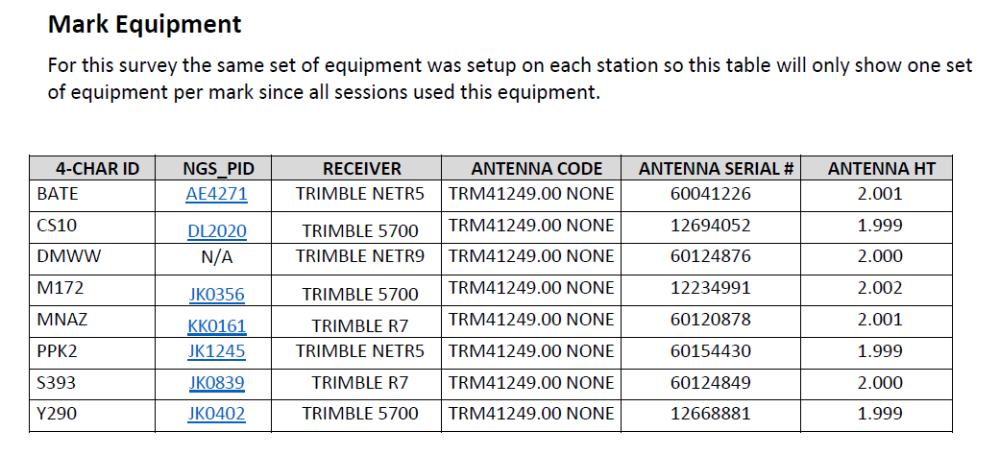 Mark Equipment
For this survey the same set of equipment was setup on each station so this table will only show one set
of equipment per mark since all sessions used this equipment.
4-CHAR ID NGS_PID RECEIVER ANTENNA CODE ANTENNA SERIAL # ANTENNA HT
BATE AE4271 TRIMBLE NETR5 TRM41249.00 NONE 60041226 2.001
CS10 DL2020 TRIMBLE 5700 TRM41249.00 NONE 12694052 1.999
DMWW N/A TRIMBLE NETR9 TRM41249.00 NONE 60124876 2.000
M172 JK0356 TRIMBLE 5700 TRM41249.00 NONE 12234991 2.002
MNAZ KK0161 TRIMBLE R7 TRM41249.00 NONE 60120878 2.001
PPK2 JK1245 TRIMBLE NETR5 TRM41249.00 NONE 60154430 1.999
S393 JK0839 TRIMBLE R7 TRM41249.00 NONE 60124849 2.000
Y290 JK0402 TRIMBLE 5700 TRM41249.00 NONE 12668881 1.999